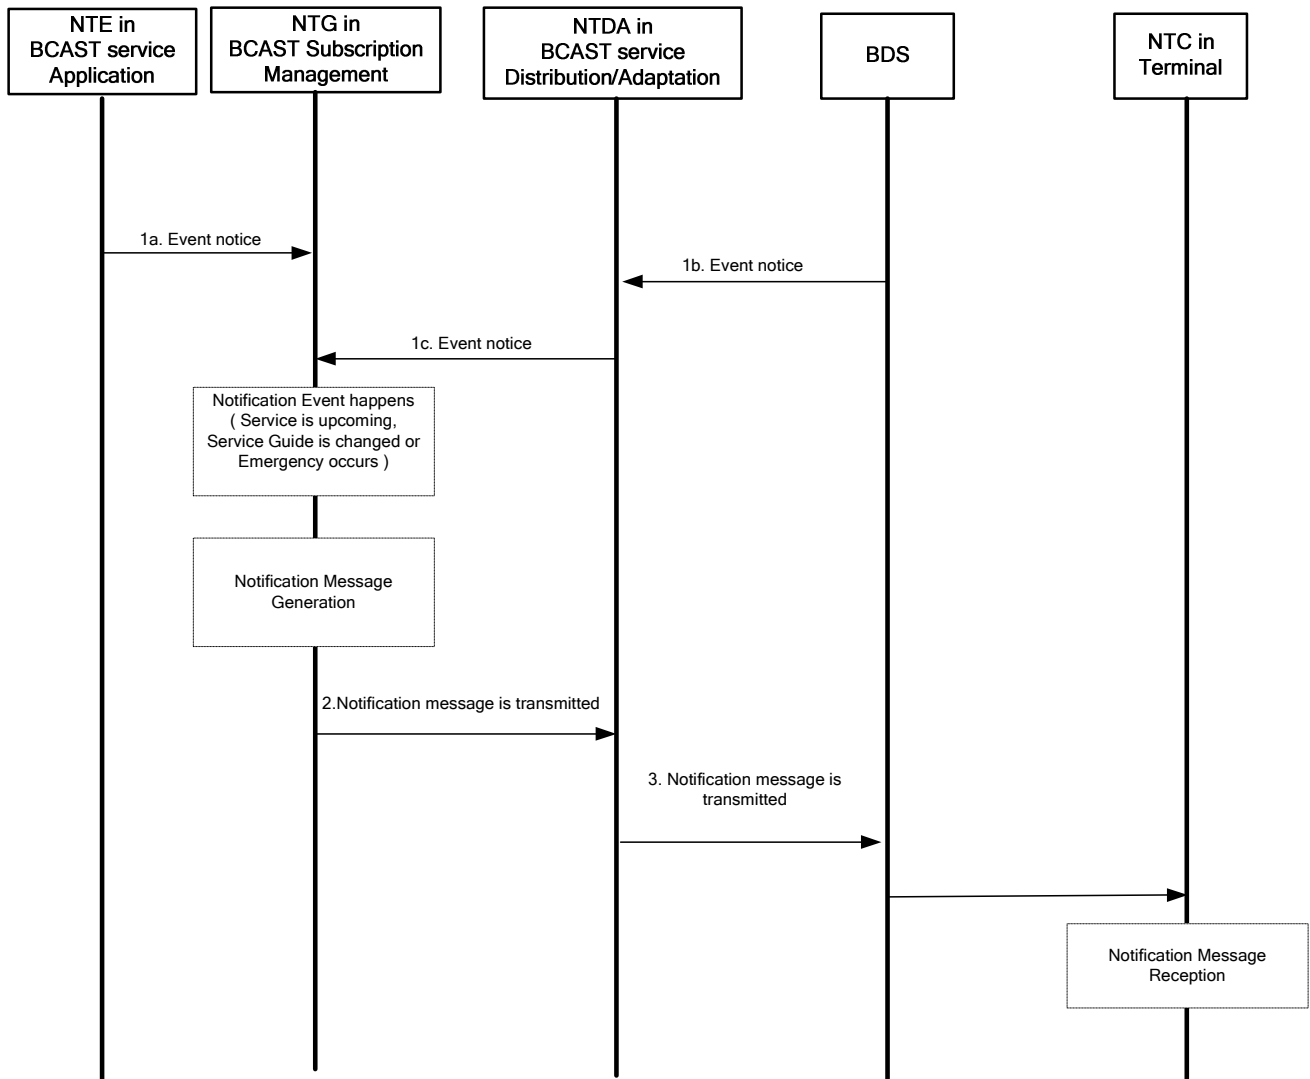 NTE in
BCAST service
Application
NTG in
BCAST Subscription
Management
NTDA in
BCAST service
Distribution/Adaptation
BDS
NTC in
Terminal
1a. Event notice
1b. Event notice
1c. Event notice
Notification Event happens
( Service is upcoming,
Service Guide is changed or
Emergency occurs )
Notification Message
Generation
2.Notification message is transmitted
3. Notification message is
transmitted
Notification Message
Reception